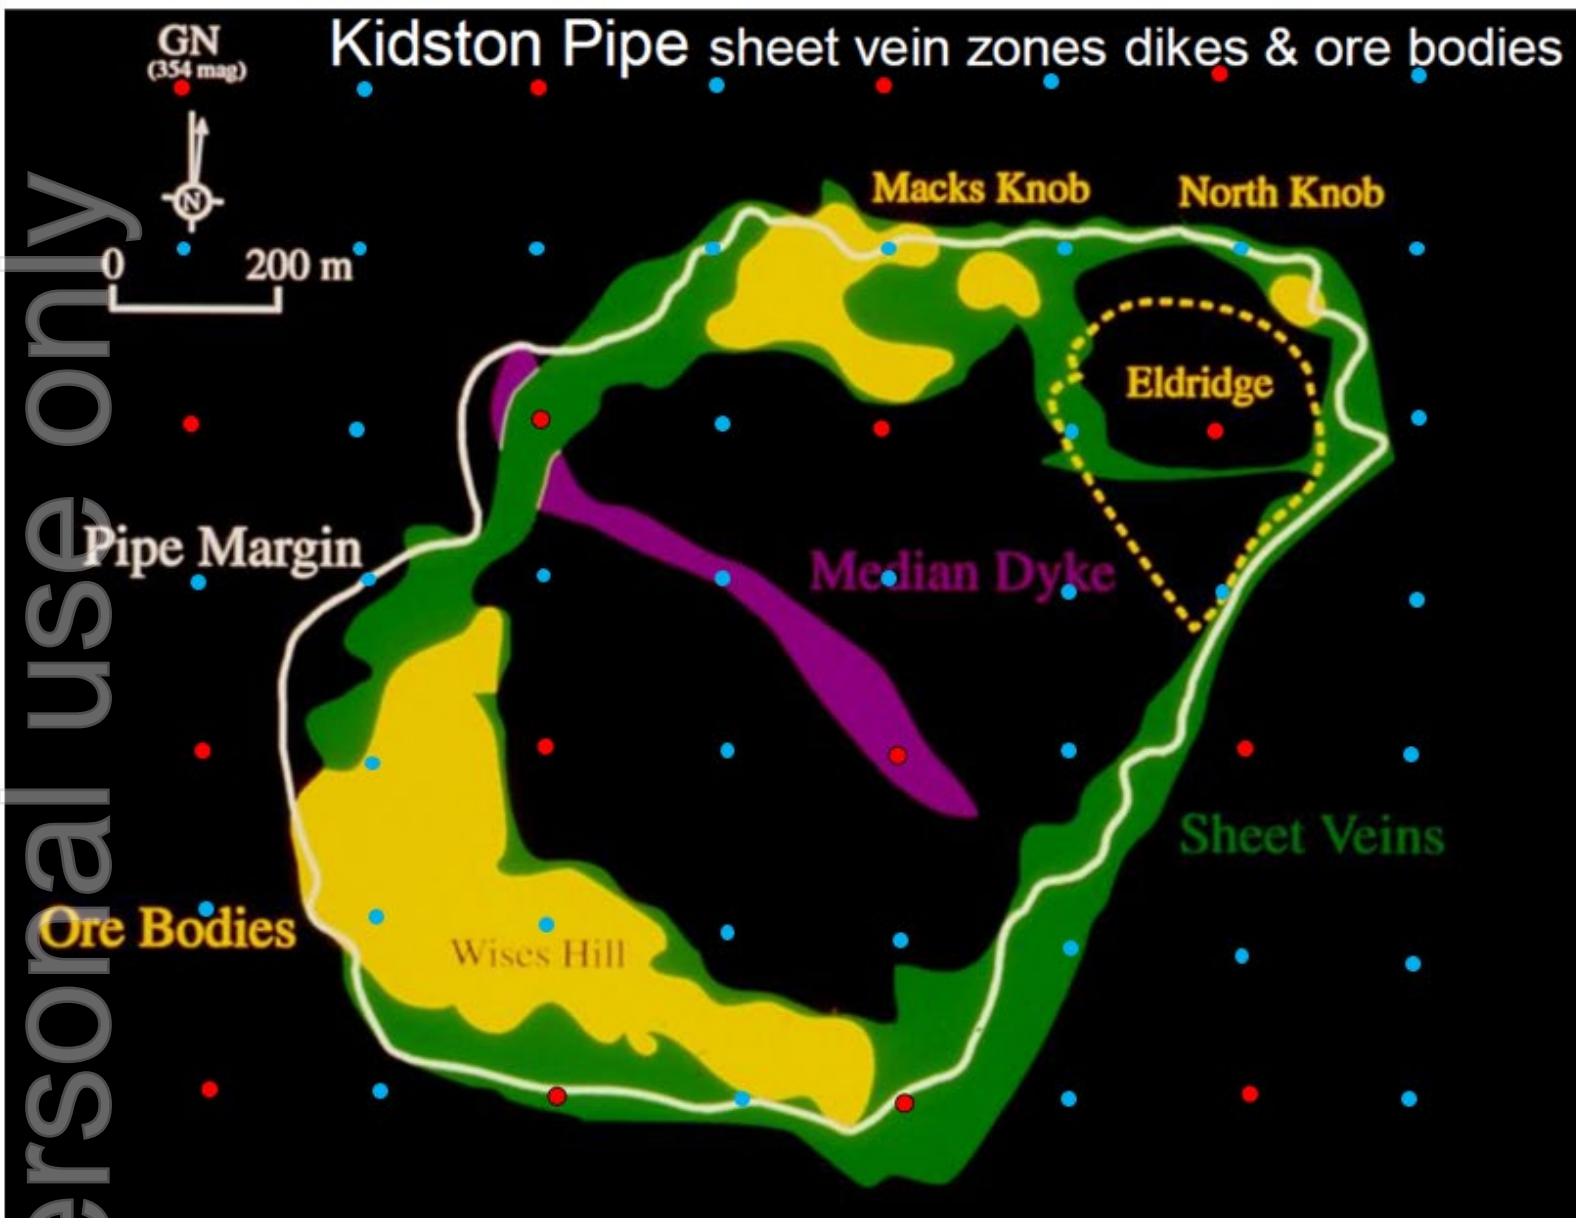 Kidston Pipe sheet vein zones dikes & ore bodies
GN
(354 mag)
N
0 200 m
Macks Knob
North Knob
Eldridge
Pipe Margin
Median Dyke
Sheet Veins
Ore Bodies
Wises Hill
ersonal use only